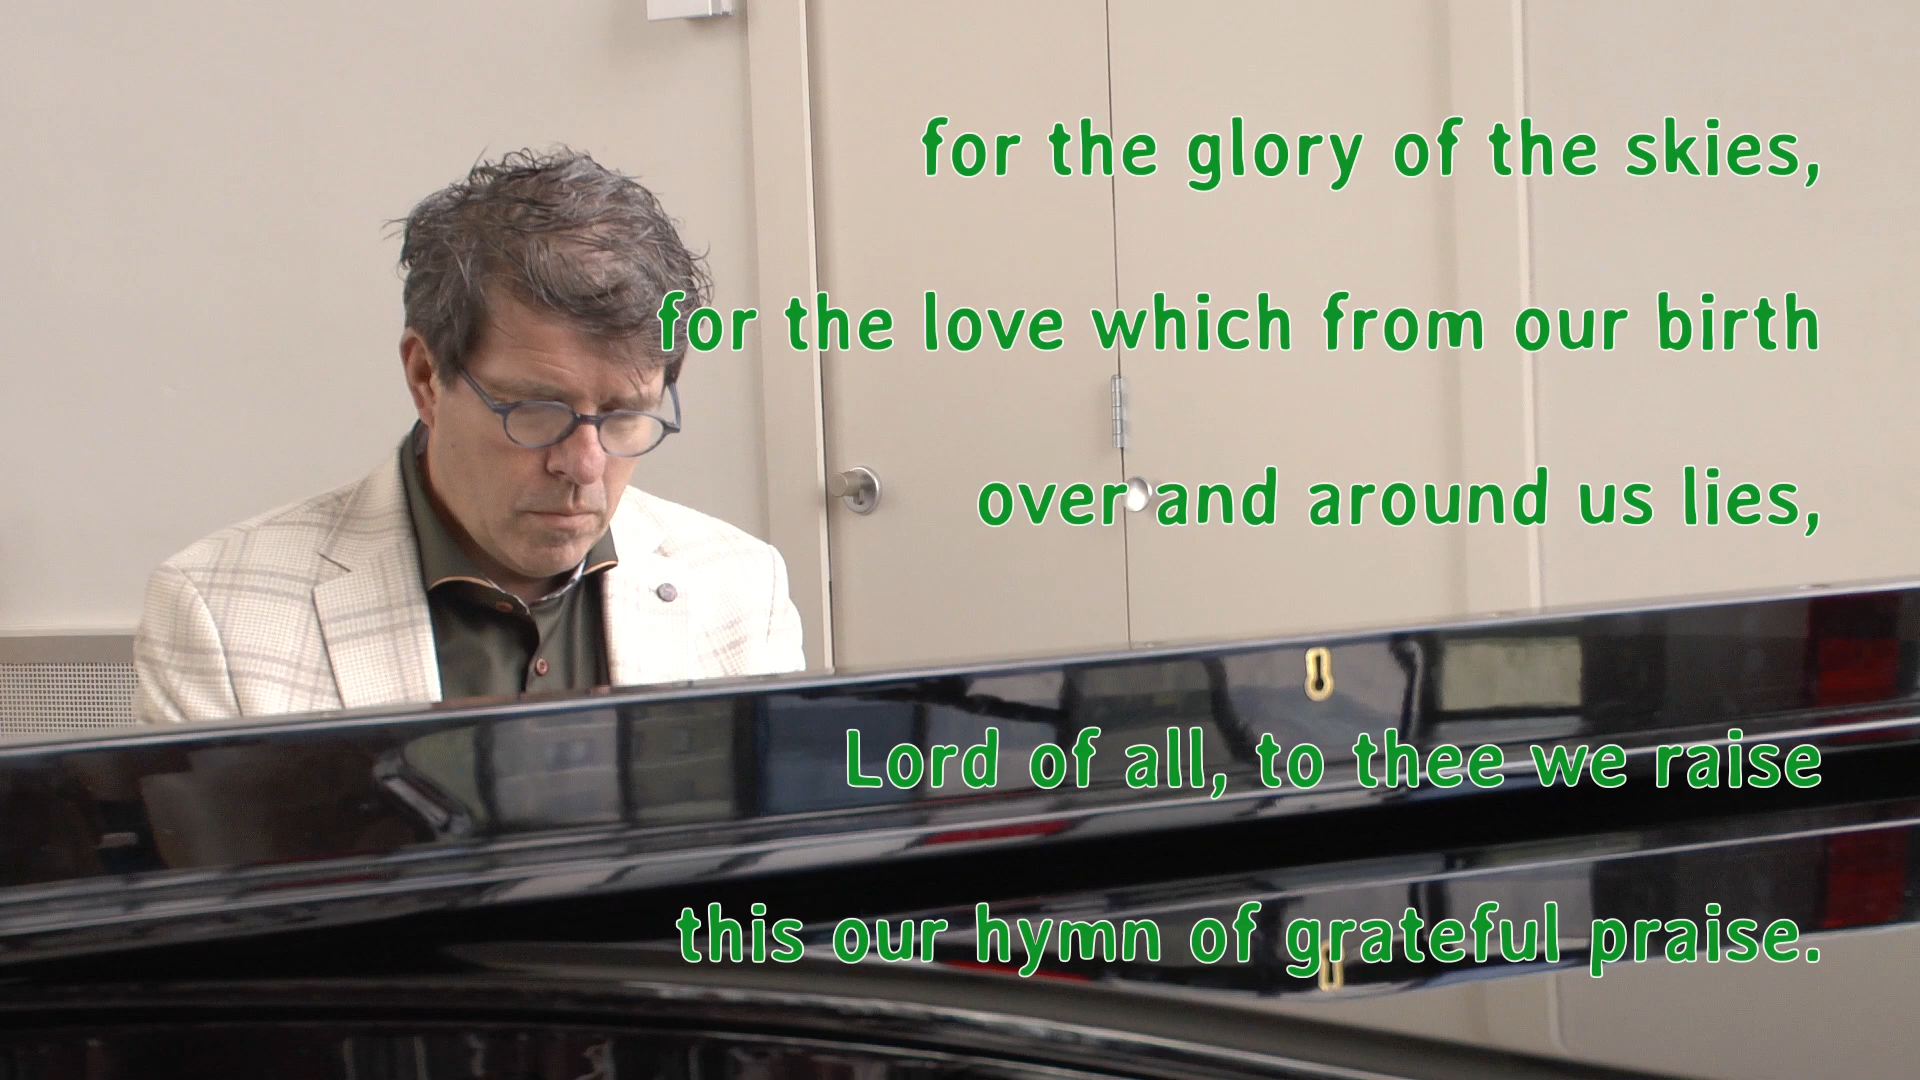 for the glory of the skies,
for the love which from our birth
over and around us lies,
Lord of all, to thee we raise
this our hymn of grateful praise.